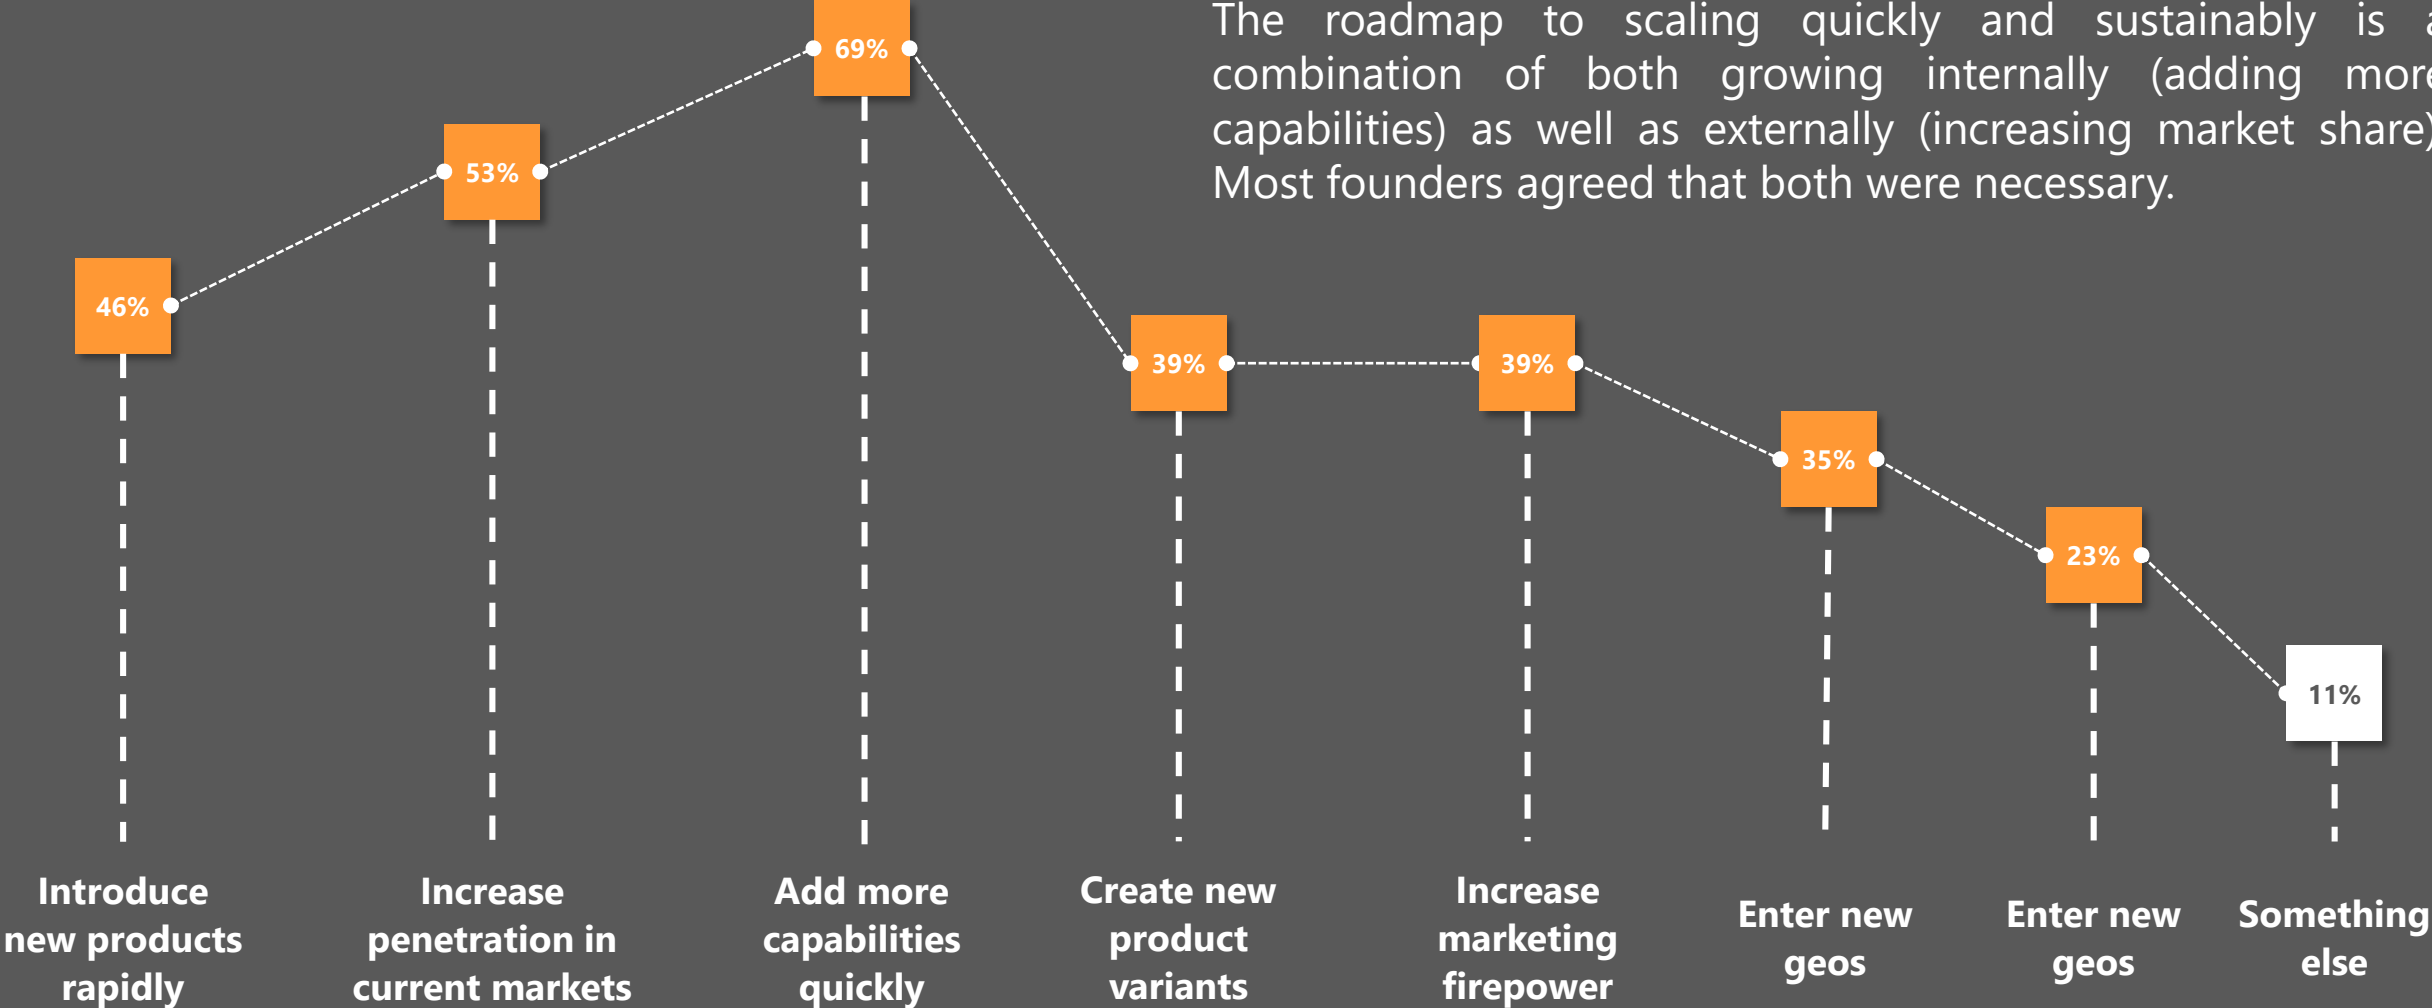 The roadmap to scaling quickly and sustainably is a
combination of both growing internally (adding more
capabilities) as well as externally (increasing market share)
Most founders agreed that both were necessary.
69%
53%
46%
39%
39%
35%
23%
11%
Introduce
new products
rapidly
Increase
penetration in
current markets
Add more
capabilities
quickly
Create new
product
variants
Increase
marketing
firepower
Enter new
geos
Enter new
geos
Something
else